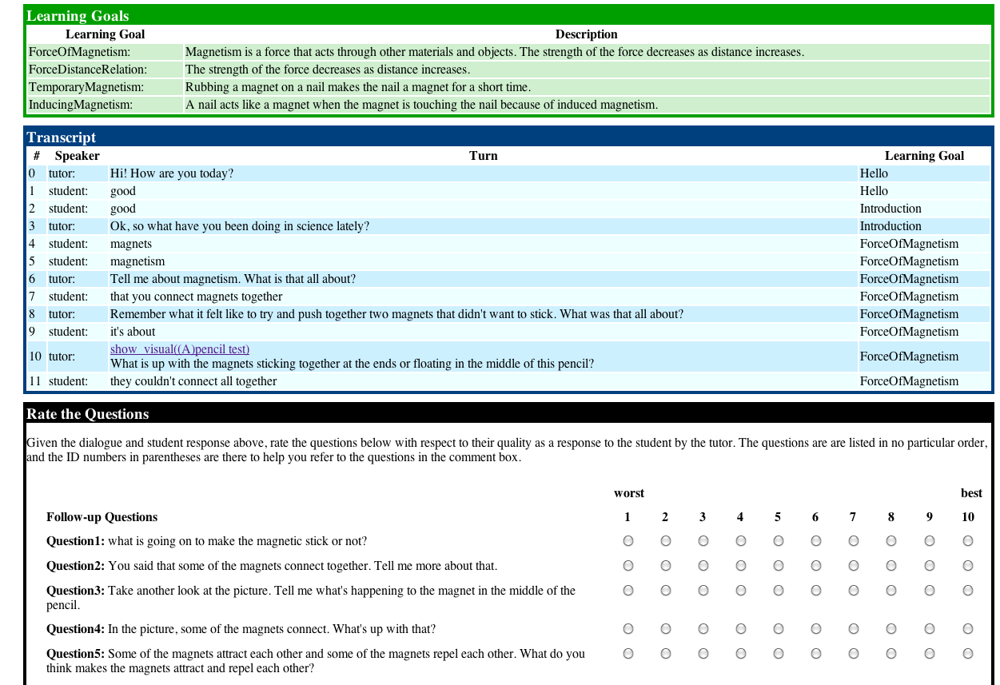 Learning Goals
Learning Goal Description
ForceOfMagnetism: Magnetism is a force that acts through other materials and objects. The strength of the force decreases as distance increases.
ForceDistanceRelation: The strength of the force decreases as distance increases.
TemporaryMagnetism: Rubbing a magnet on a nail makes the nail a magnet for a short time.
InducingMagnetism: A nail acts like a magnet when the magnet is touching the nail because of induced magnetism.
Transcript
# Speaker Turn Learning Goal
0 tutor: Hi! How are you today? Hello
1 student: good Hello
2 student: good Introduction
3 tutor: Ok, so what have you been doing in science lately? Introduction
4 student: magnets ForceOfMagnetism
5 student: magnetism ForceOfMagnetism
6 tutor: Tell me about magnetism. What is that all about? ForceOfMagnetism
7 student: that you connect magnets together ForceOfMagnetism
8 tutor: Remember what it felt like to try and push together two magnets that didn't want to stick. What was that all about? ForceOfMagnetism
9 student: it's about ForceOfMagnetism
show_visual((A)pencil test)
10 tutor: What is up with the magnets sticking together at the ends or floating in the middle of this pencil? ForceOfMagnetism
11 student: they couldn't connect all together ForceOfMagnetism
Rate the Questions
Given the dialogue and student response above, rate the questions below with respect to their quality as a response to the student by the tutor. The questions are are listed in no particular order,
and the ID numbers in parentheses are there to help you refer to the questions in the comment box.
worst best
Follow-up Questions 1 2 3 4 5 6 7 8 9 10
Question1: what is going on to make the magnetic stick or not?
Question2: You said that some of the magnets connect together. Tell me more about that.
Question3: Take another look at the picture. Tell me what's happening to the magnet in the middle of the
pencil.
Question4: In the picture, some of the magnets connect. What's up with that?
Question5: Some of the magnets attract each other and some of the magnets repel each other. What do you
think makes the magnets attract and repel each other?